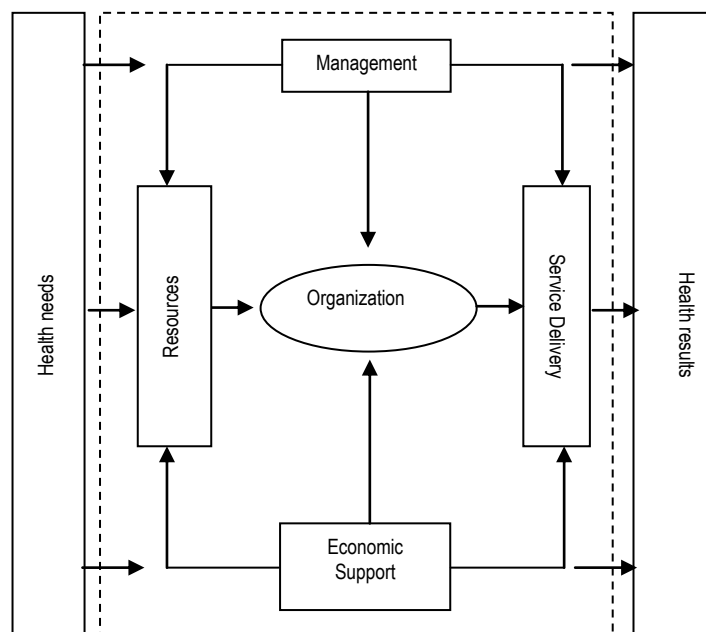 Management
Health needs
Resources
Organization
Service Delivery
Health results
Economic
Support